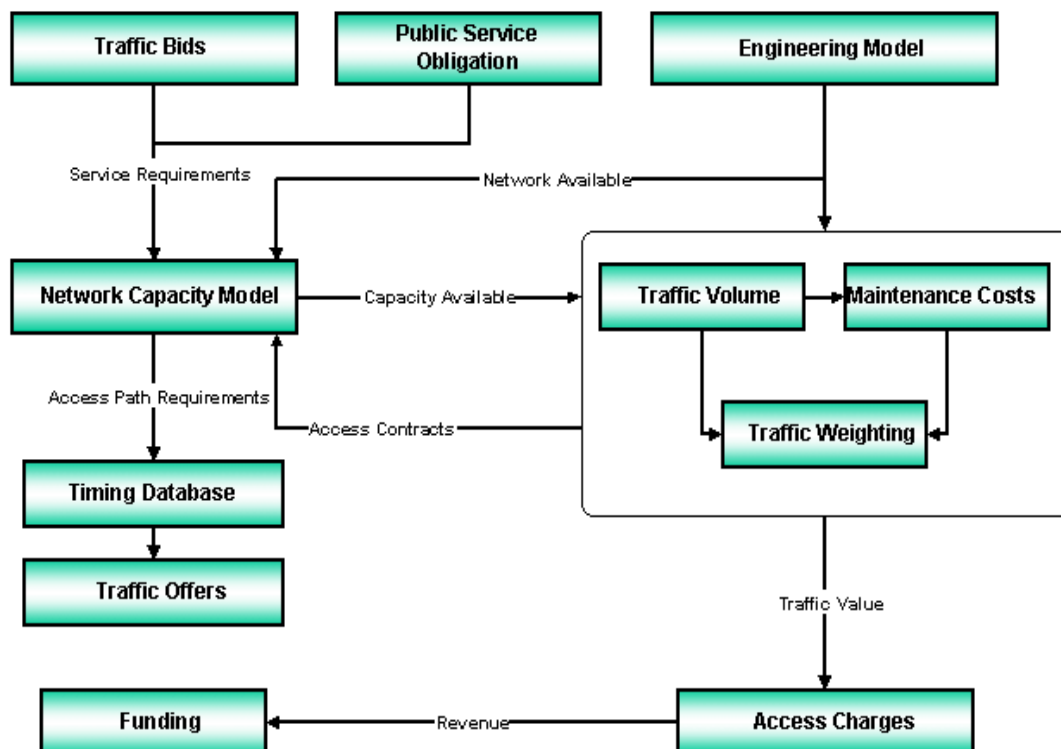 Traffic Bids
Public Service
Obligation
Engineering Model
Service Requirements
Network Available
Network Capacity Model
Capacity Available
Traffic Volume
Maintenance Costs
Access Path Requirements
Access Contracts
Traffic Weighting
Timing Database
Traffic Offers
Traffic Value
Funding
Revenue
Access Charges